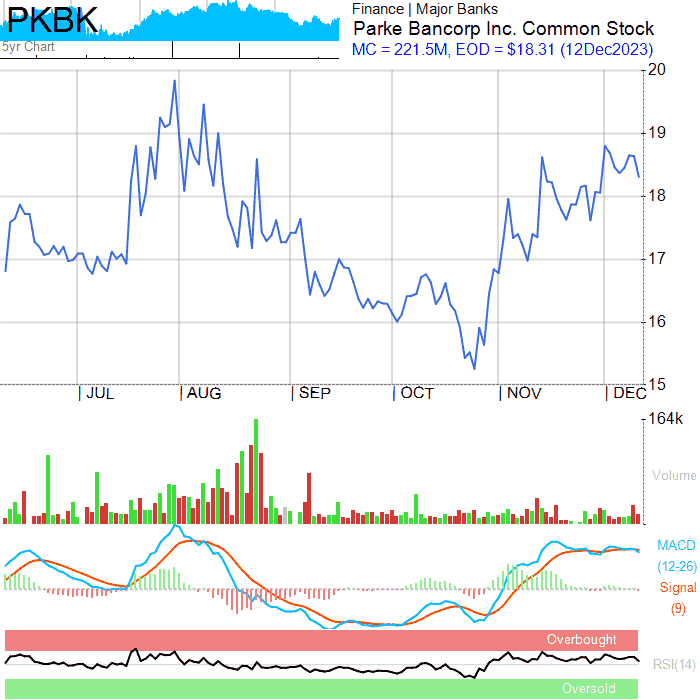 PKBK
5yr Chart
Finance | Major Banks
Parke Bancorp Inc. Common Stock
MC = 221.5M, EOD = $18.31 (12Dec2023)
20
19
18
17
16
15
| JUL | AUG | SEP | OCT | NOV | DEC
164k
Volume
MACD
(12-26)
Signal
(9)
Overbought
RSI(14)
Oversold